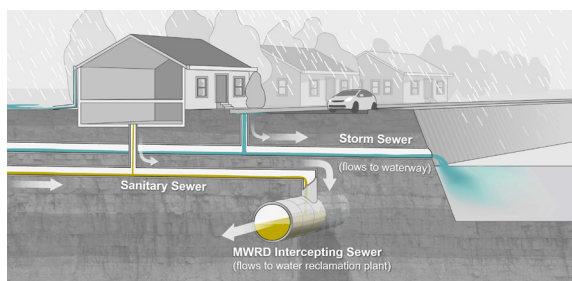 Storm Sewer
(flows to waterway)
Sanitary Sewer
MWRD Intercepting Sewer
(flows to water reclamation plant)